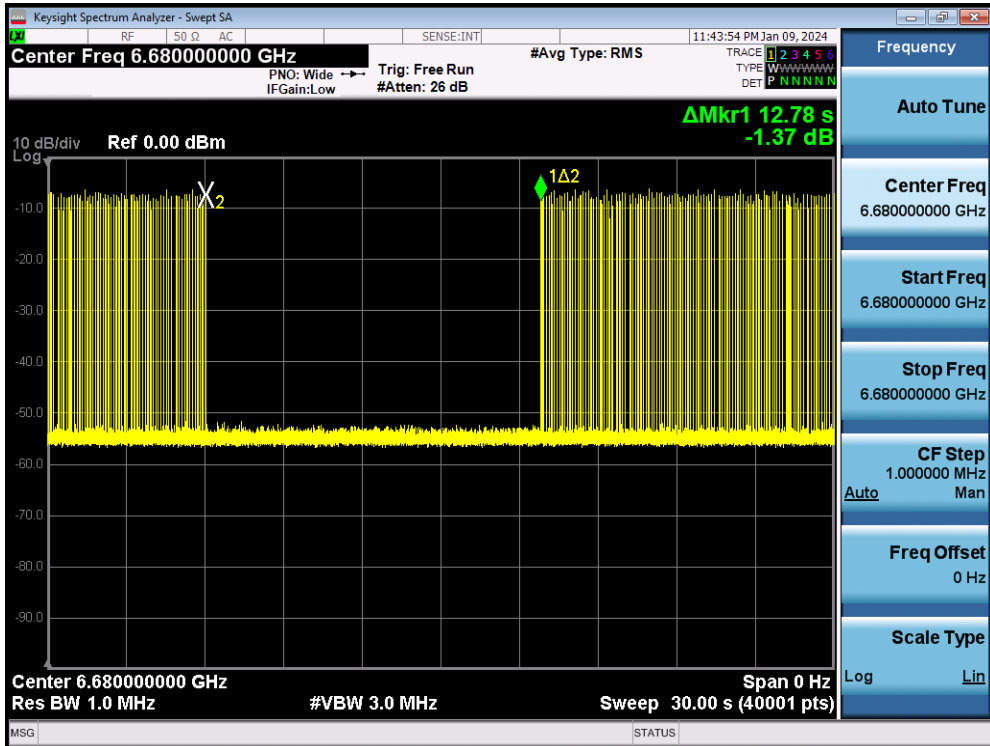 Keysight Spectrum Analyzer - Swept SA
LXI RF 50 Ω AC SENSE:INT 11:43:54 PM Jan 09, 2024
Center Freq 6.680000000 GHz
PNO: Wide
IFGain:Low
Trig: Free Run
#Atten: 26 dB
#Avg Type: RMS
TRACE 1 2 3 4 5 6
TYPE WWWWWW
DET P N N N N N
ΔMkr1 12.78 s
-1.37 dB
10 dB/div Ref 0.00 dBm
Log
1Δ2
X2
-10.0
-20.0
-30.0
-40.0
-50.0
-60.0
-70.0
-80.0
-90.0
Center 6.680000000 GHz Span 0 Hz
Res BW 1.0 MHz #VBW 3.0 MHz Sweep 30.00 s (40001 pts)
MSG STATUS
Frequency
Auto Tune
Center Freq
6.680000000 GHz
Start Freq
6.680000000 GHz
Stop Freq
6.680000000 GHz
CF Step
1.000000 MHz
Auto Man
Freq Offset
0 Hz
Scale Type
Log Lin